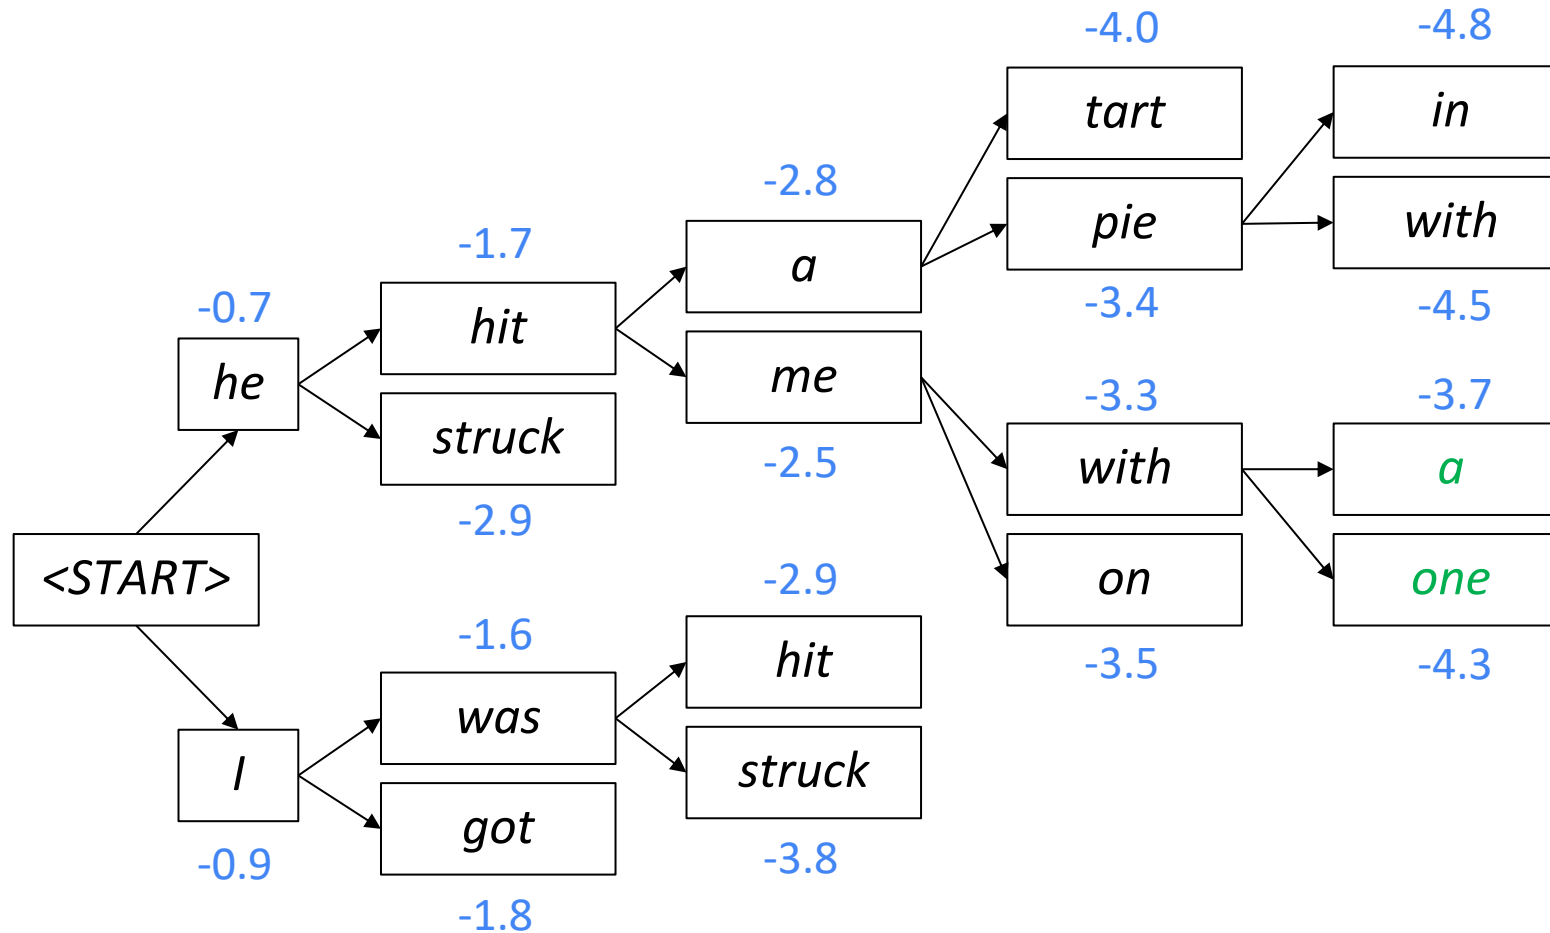 -4.0
-4.8
tart
in
-2.8
pie
with
-1.7
a
-3.4
-4.5
-0.7
hit
he
me
-3.3
-3.7
struck
-2.5
with
a
-2.9
<START>
on
one
-2.9
-1.6
hit
-3.5
-4.3
was
I
struck
got
-0.9
-3.8
-1.8